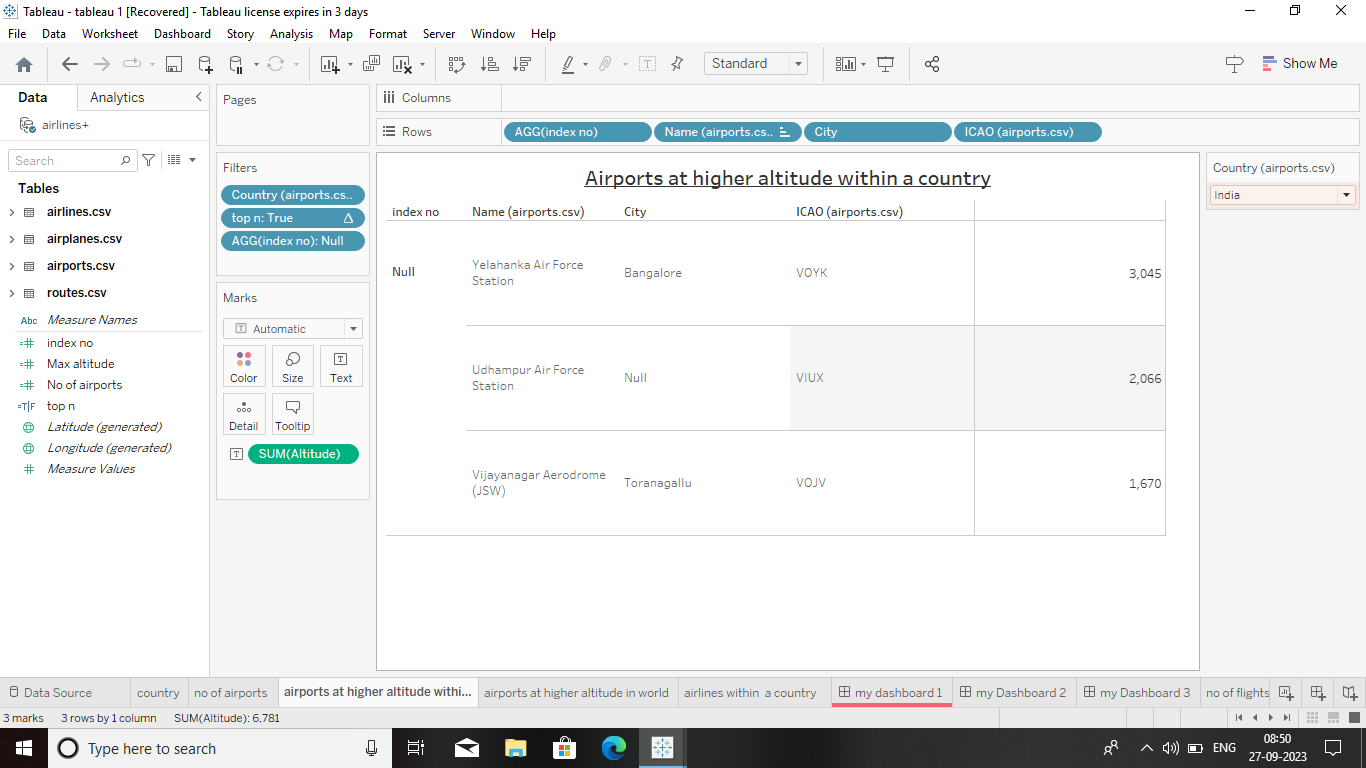 Tableau - tableau 1 [Recovered] - Tableau license expires in 3 days
File Data Worksheet Dashboard Story Analysis Map Format Server Window Help
Standard
Show Me
Data Analytics
airlines+
Search
Tables
airlines.csv
airplanes.csv
airports.csv
routes.csv
Abc Measure Names
index no
Max altitude
No of airports
=T|F top n
Latitude (generated)
Longitude (generated)
Measure Values
Pages
Filters
Country (airports.cs..
top n: True
AGG(index no): Null
Marks
Automatic
Color Size Text
Detail Tooltip
SUM(Altitude)
Columns
Rows AGG(index no) Name (airports.cs.. City ICAO (airports.csv)
Airports at higher altitude within a country
index no Name (airports.csv) City ICAO (airports.csv)
Null Yelahanka Air Force Station Bangalore VOYK 3,045
Udhampur Air Force Station Null VIUX 2,066
Vijayanagar Aerodrome (JSW) Toranagallu VOJV 1,670
Country (airports.csv)
India
Data Source country no of airports airports at higher altitude withi... airports at higher altitude in world airlines within a country my dashboard 1 my Dashboard 2 my Dashboard 3 no of flights
3 marks 3 rows by 1 column SUM(Altitude): 6,781
Type here to search
ENG
08:50
27-09-2023